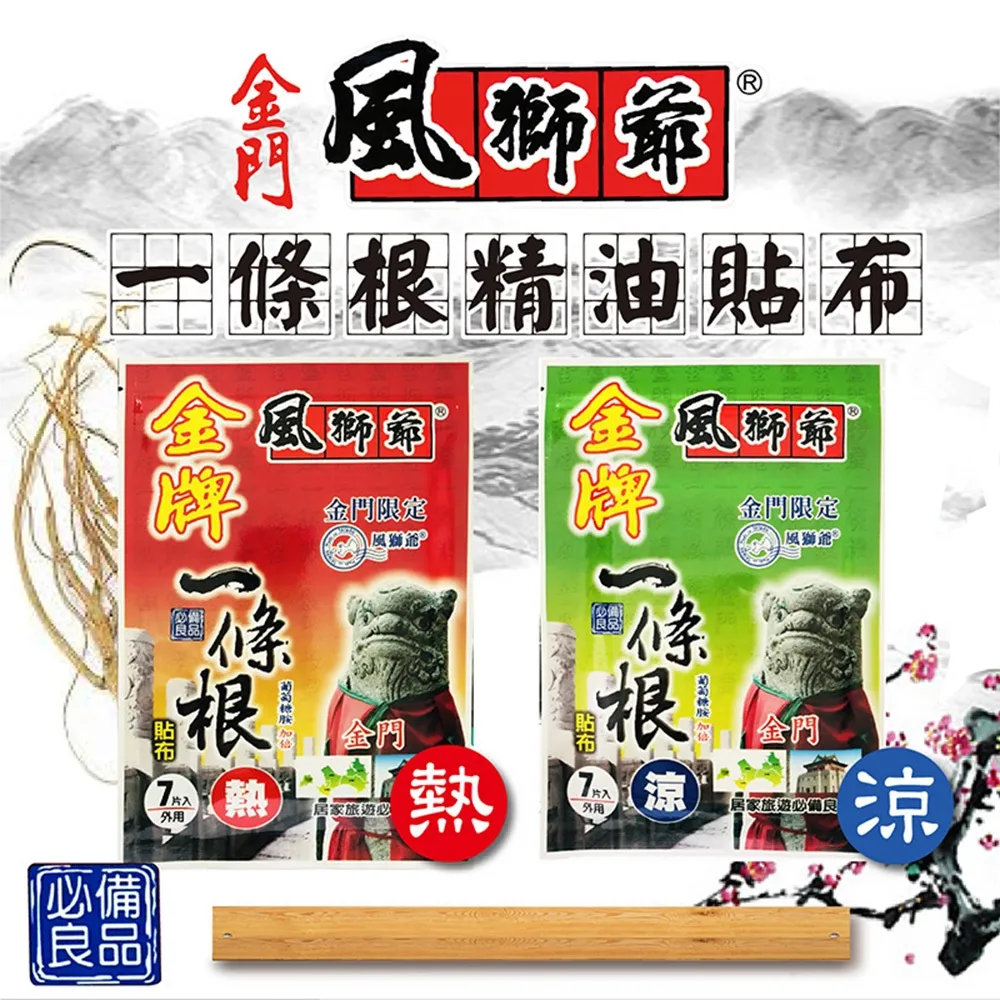 金門 風獅爺®
一條根精油貼布
金牌
風獅爺®
金門限定
風獅爺®
必備良品
一條根
葡萄糖胺 加倍
貼布
金門
7片入
外用
熱
居家旅遊必
熱
金牌
風獅爺®
金門限定
風獅爺®
必備良品
一條根
葡萄糖胺 加倍
貼布
金門
7片入
外用
涼
居家旅遊必備良
涼
必備良品